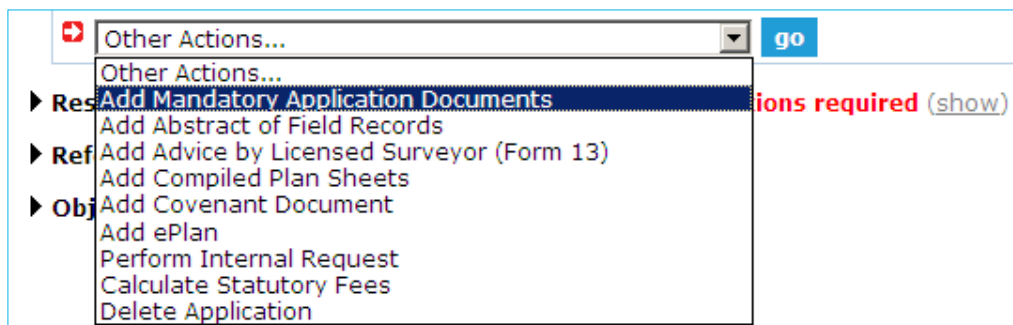 Other Actions... go
Other Actions...
Add Mandatory Application Documents
Res ions required (show)
Add Abstract of Field Records
Add Advice by Licensed Surveyor (Form 13)
Ref
Add Compiled Plan Sheets
Add Covenant Document
Obj
Add ePlan
Perform Internal Request
Calculate Statutory Fees
Delete Application